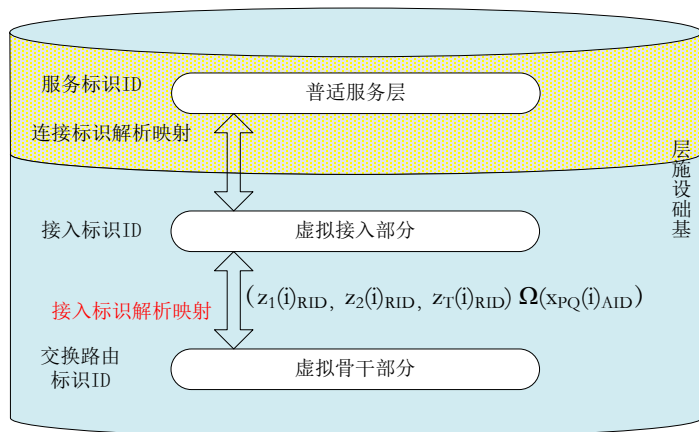 服务标识ID
普适服务层
连接标识解析映射
层施设础基
接入标识ID
虚拟接入部分
接入标识解析映射
(z₁(i)RID, z₂(i)RID, zT(i)RID) Ω(xPQ(i)AID)
交换路由
标识ID
虚拟骨干部分